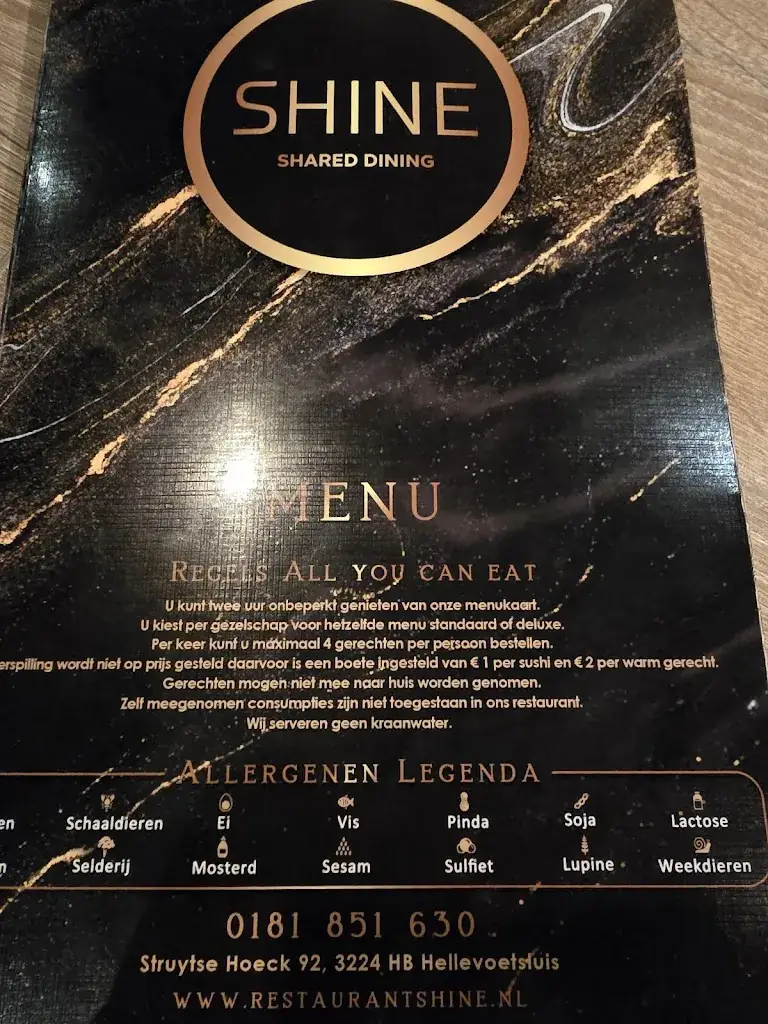 SHINE
SHARED DINING
MENU
REGELS ALL YOU CAN EAT
U kunt twee uur onbeperkt genieten van onze menukaart.
U kiest per gezelschap voor hetzelfde menu standaard of deluxe.
Per keer kunt u maximaal 4 gerechten per persoon bestellen.
erspilling wordt niet op prijs gesteld daarvoor is een boete ingesteld van € 1 per sushi en € 2 per warm gerecht.
Gerechten mogen niet mee naar huis worden genomen.
Zelf meegenomen consumpties zijn niet toegestaan in ons restaurant.
Wij serveren geen kraanwater.
ALLERGENEN LEGENDA
en Schaaldieren Ei Vis Pinda Soja Lactose
Selderij Mosterd Sesam Sulfiet Lupine Weekdieren
0181 851 630
Struytse Hoeck 92, 3224 HB Hellevoetsluis
WWW.RESTAURANTSHINE.NL